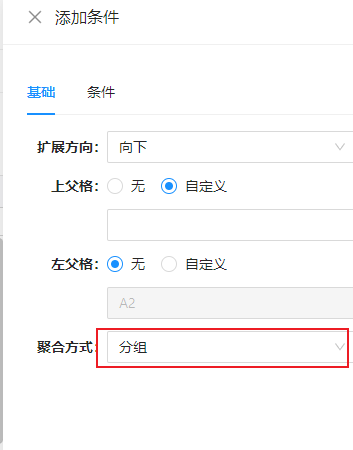 添加条件
基础 条件
扩展方向: 向下
上父格: 无 自定义
左父格: 无 自定义
A2
聚合方式: 分组